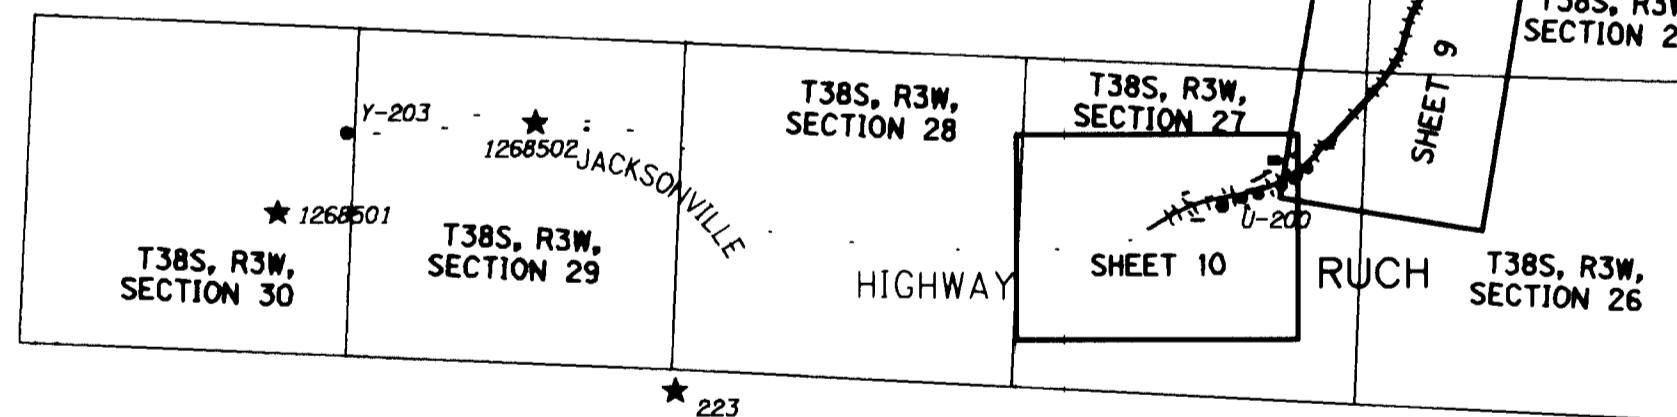 T38S, R3W,
SECTION 2
SHEET 9
T38S, R3W,
SECTION 28
T38S, R3W,
SECTION 27
Y-203
1268502
JACKSONVILLE
1268501
U-200
T38S, R3W,
SECTION 30
T38S, R3W,
SECTION 29
HIGHWAY
SHEET 10
RUCH
T38S, R3W,
SECTION 26
223